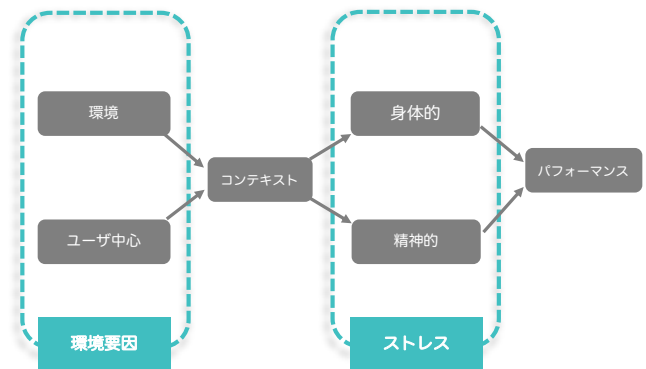 環境
ユーザ中心
環境要因
コンテキスト
身体的
精神的
ストレス
パフォーマンス